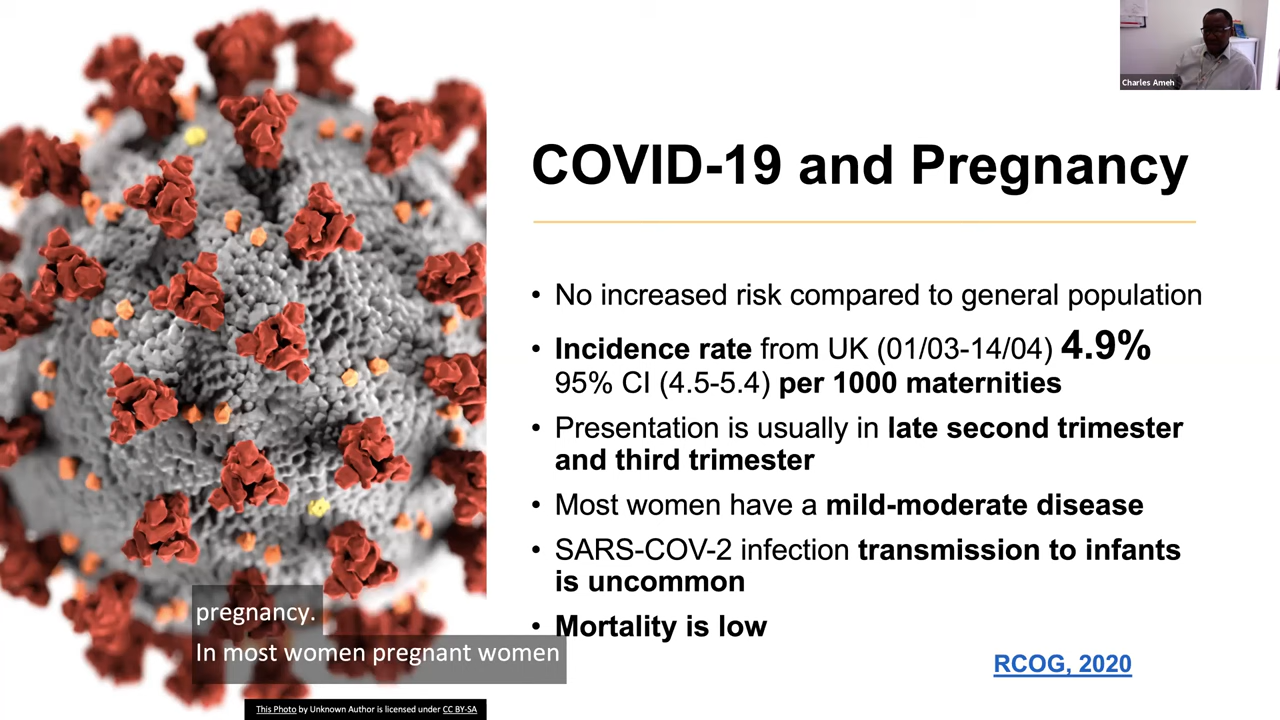 Charles Ameh
COVID-19 and Pregnancy
• No increased risk compared to general population
• Incidence rate from UK (01/03-14/04) 4.9%
95% CI (4.5-5.4) per 1000 maternities
• Presentation is usually in late second trimester
and third trimester
• Most women have a mild-moderate disease
• SARS-COV-2 infection transmission to infants
is uncommon
• Mortality is low
RCOG, 2020
pregnancy.
In most women pregnant women
This Photo by Unknown Author is licensed under CC BY-SA